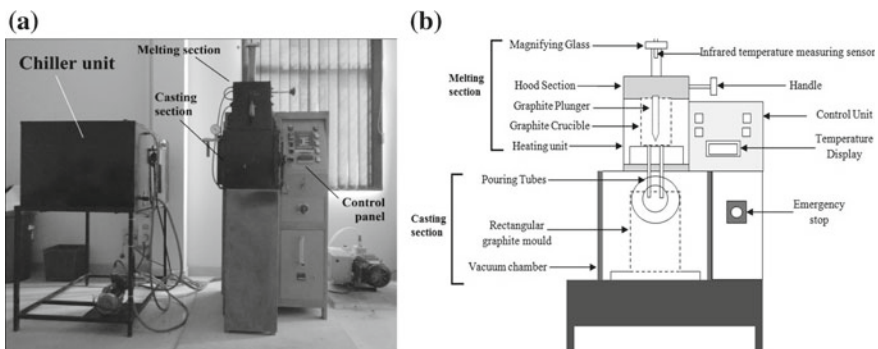 (a)
Melting section
Chiller unit
Casting
section
Control
panel
(b)
Magnifying Glass
Infrared temperature measuring sensor
Melting
section
Hood Section
Handle
Graphite Plunger
Graphite Crucible
Control Unit
Heating unit
Temperature
Display
Pouring Tubes
Casting
section
Rectangular
graphite mould
Emergency
stop
Vacuum chamber